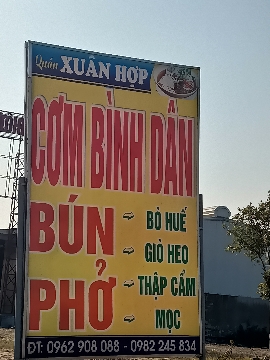 Quán XUÂN HỢP
CƠM BÌNH DÂN
BÚN
PHỞ
BÒ HUẾ
GIÒ HEO
THẬP CẨM
MỌC
ĐT: 0962 908 088 - 0982 245 834